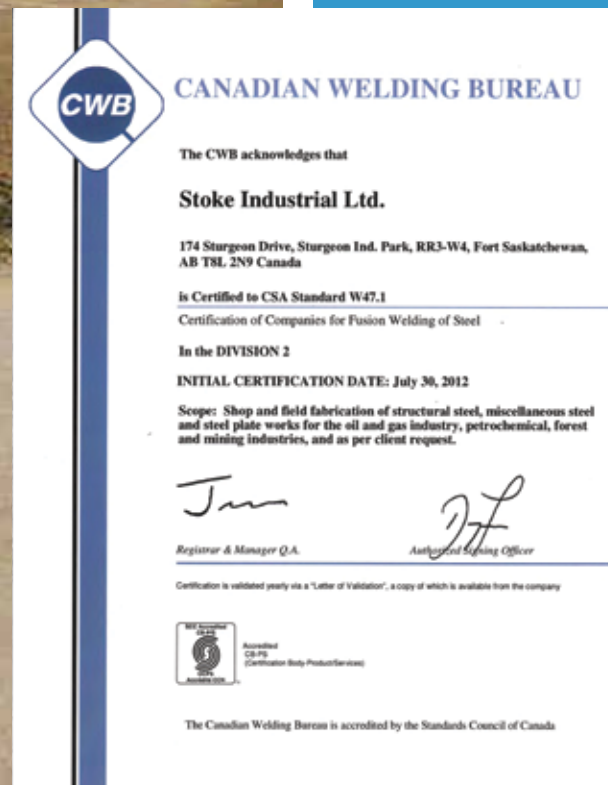 CWB
CANADIAN WELDING BUREAU
The CWB acknowledges that
Stoke Industrial Ltd.
174 Sturgeon Drive, Sturgeon Ind. Park, RR3-W4, Fort Saskatchewan,
AB T8L 2N9 Canada
is Certified to CSA Standard W47.1
Certification of Companies for Fusion Welding of Steel
In the DIVISION 2
INITIAL CERTIFICATION DATE: July 30, 2012
Scope: Shop and field fabrication of structural steel, miscellaneous steel
and steel plate works for the oil and gas industry, petrochemical, forest
and mining industries, and as per client request.
Registrar & Manager Q.A.
Authorized Signing Officer
Certification is validated yearly via a "Letter of Validation", a copy of which is available from the company
SCC Accredited
CB-PS
Accredited
CB-PS
(Certification Body-Product/Services)
The Canadian Welding Bureau is accredited by the Standards Council of Canada